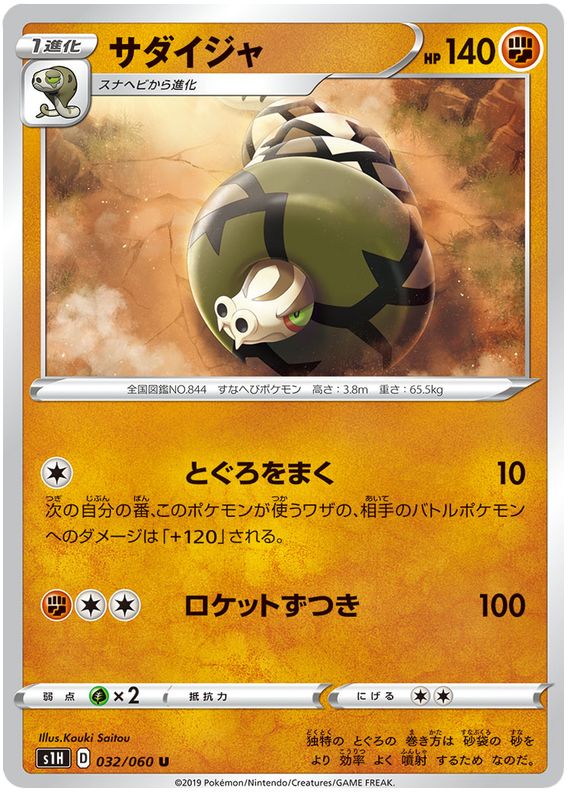 1進化
サダイジャ
HP 140
スナヘビから進化
全国図鑑NO.844 すなへびポケモン 高さ:3.8m 重さ:65.5kg
とぐろをまく 10
次の自分の番、このポケモンが使うワザの、相手のバトルポケモン
へのダメージは「+120」される。
ロケットずつき 100
弱点 ×2 抵抗力 にげる
Illus.Kouki Saitou
独特の とぐろの 巻き方は 砂袋の 砂を
より 効率 よく 噴射 するため なのだ。
s1H D 032/060 U
©2019 Pokémon/Nintendo/Creatures/GAME FREAK.